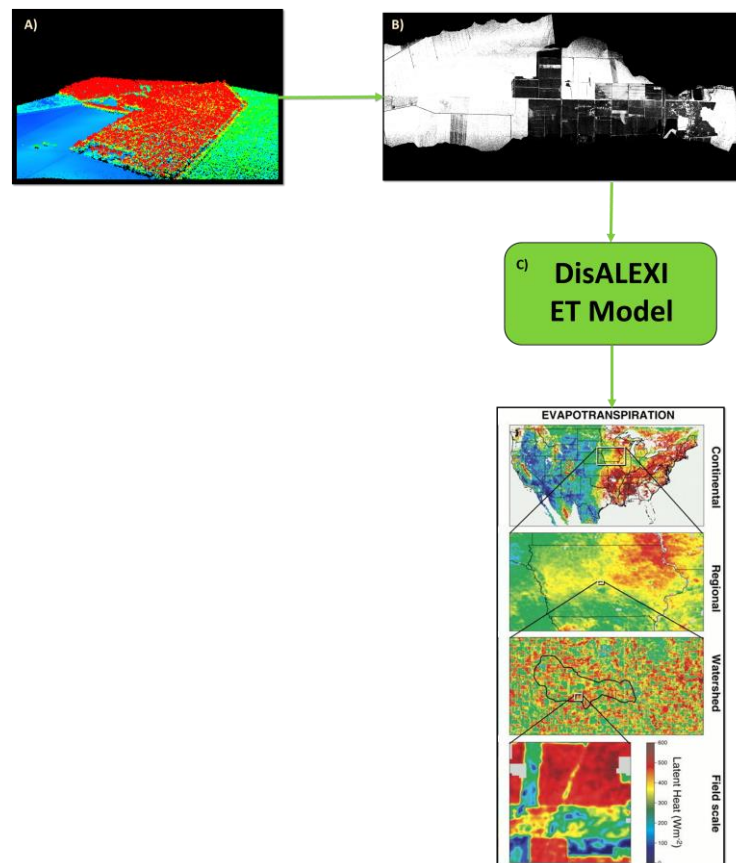 A)
B)
C)
DisALEXI
ET Model
EVAPOTRANSPIRATION
Continental
Regional
Watershed
Field scale
Latent Heat (Wm-2)
600
500
400
300
200
100
0